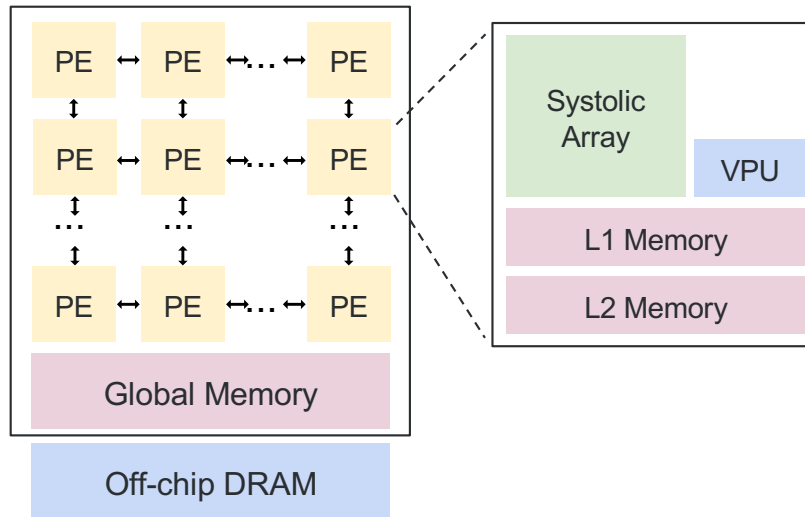 PE PE ... PE
PE PE ... PE
... ... ...
PE PE ... PE
Global Memory
Off-chip DRAM
Systolic
Array
VPU
L1 Memory
L2 Memory